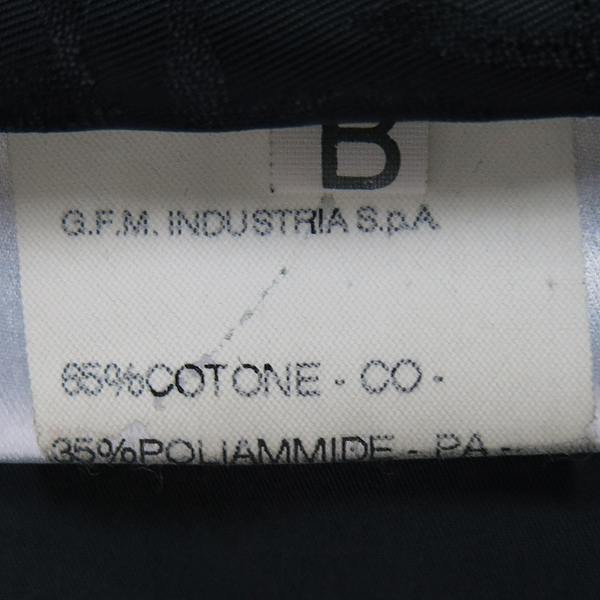 B
G.F.M. INDUSTRIA S.p.A
65%COTONE - CO -
35%POLIAMMIDE - PA -